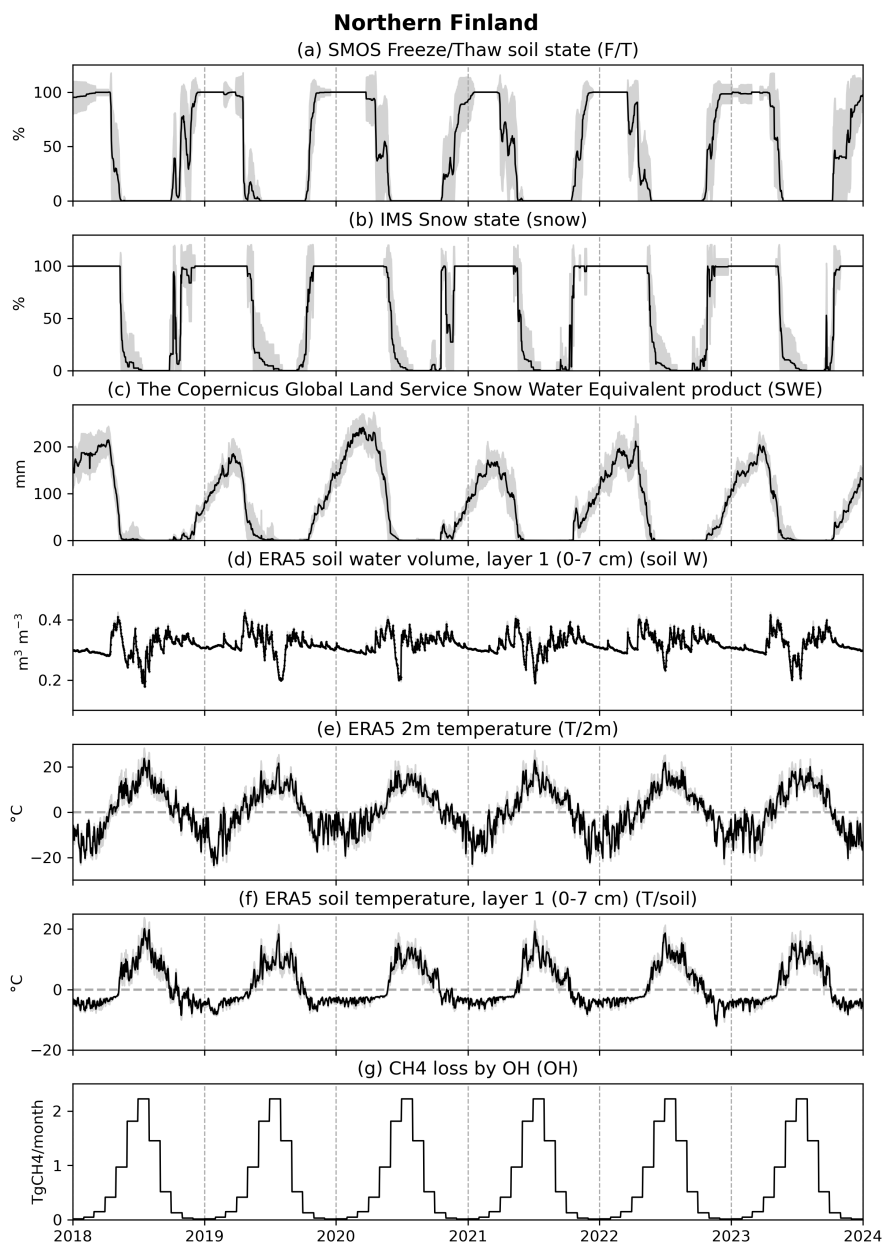 Northern Finland
(a) SMOS Freeze/Thaw soil state (F/T)
100
50
0
%
(b) IMS Snow state (snow)
100
50
0
%
(c) The Copernicus Global Land Service Snow Water Equivalent product (SWE)
200
100
0
mm
(d) ERA5 soil water volume, layer 1 (0-7 cm) (soil W)
0.4
0.2
m³ m⁻³
(e) ERA5 2m temperature (T/2m)
20
0
−20
°C
(f) ERA5 soil temperature, layer 1 (0-7 cm) (T/soil)
20
0
−20
°C
(g) CH4 loss by OH (OH)
2
1
0
TgCH4/month
2018 2019 2020 2021 2022 2023 2024